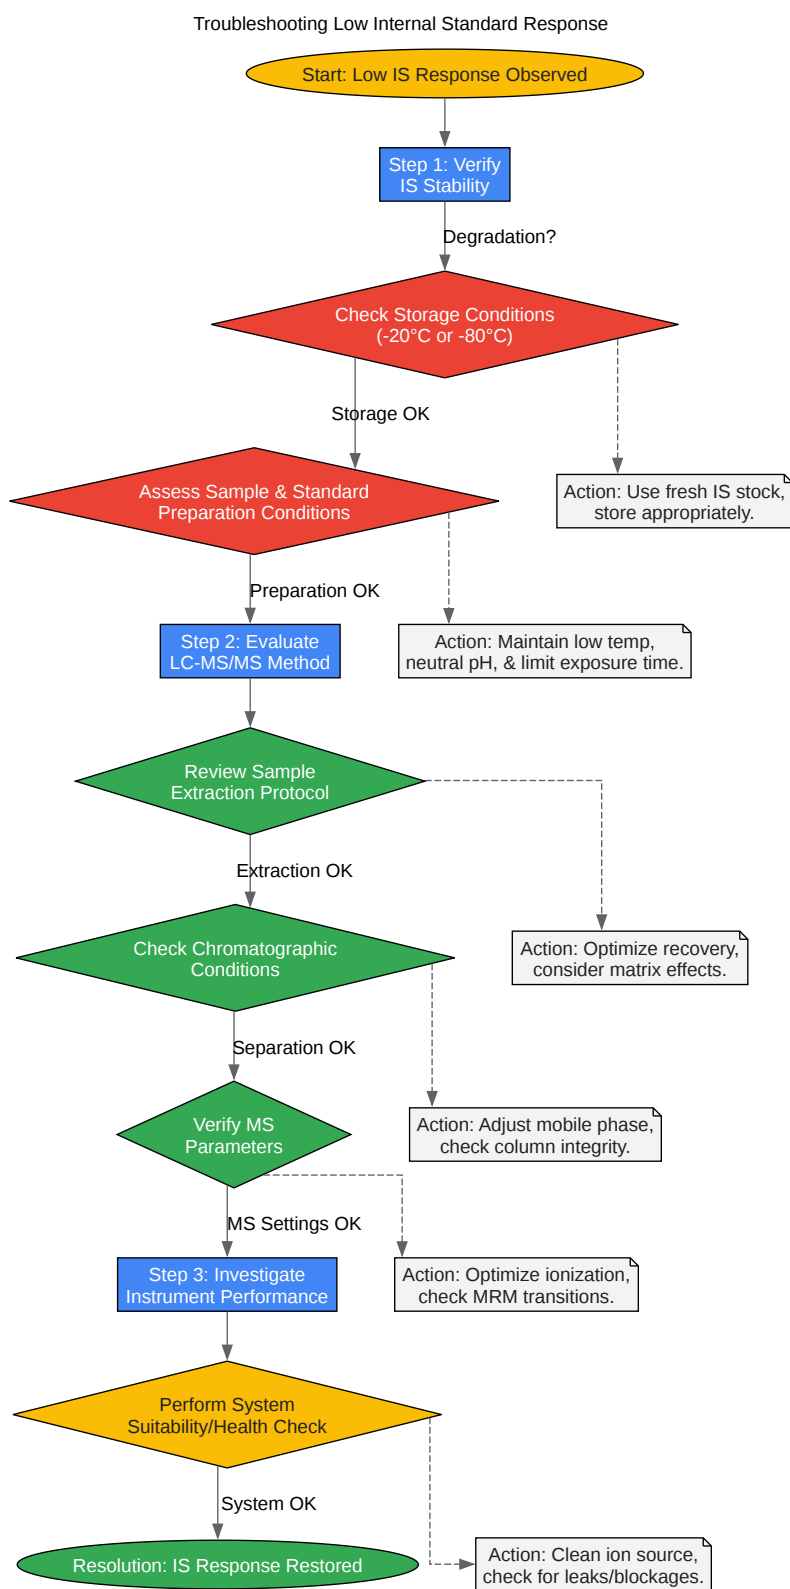 Troubleshooting Low Internal Standard Response
Start: Low IS Response Observed
Step 1: Verify
IS Stability
Degradation?
Check Storage Conditions
(-20°C or -80°C)
Storage OK
Action: Use fresh IS stock,
store appropriately.
Assess Sample & Standard
Preparation Conditions
Preparation OK
Action: Maintain low temp,
neutral pH, & limit exposure time.
Step 2: Evaluate
LC-MS/MS Method
Review Sample
Extraction Protocol
Extraction OK
Action: Optimize recovery,
consider matrix effects.
Check Chromatographic
Conditions
Separation OK
Action: Adjust mobile phase,
check column integrity.
Verify MS
Parameters
MS Settings OK
Action: Optimize ionization,
check MRM transitions.
Step 3: Investigate
Instrument Performance
Perform System
Suitability/Health Check
System OK
Action: Clean ion source,
check for leaks/blockages.
Resolution: IS Response Restored